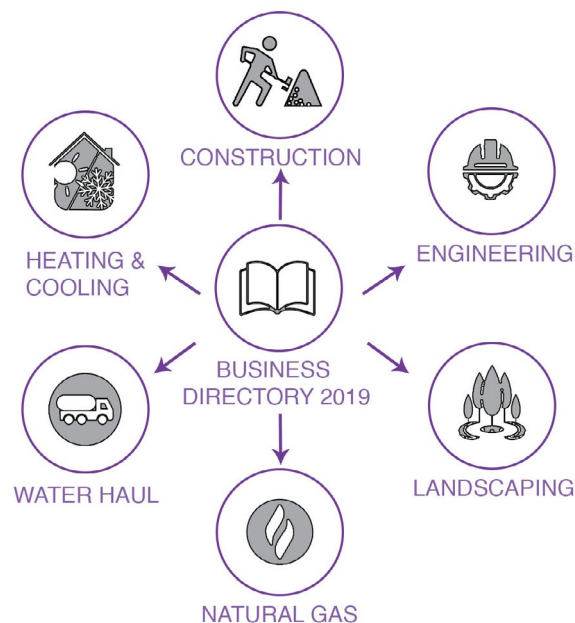 CONSTRUCTION
HEATING &
COOLING
ENGINEERING
BUSINESS
DIRECTORY 2019
WATER HAUL
LANDSCAPING
NATURAL GAS